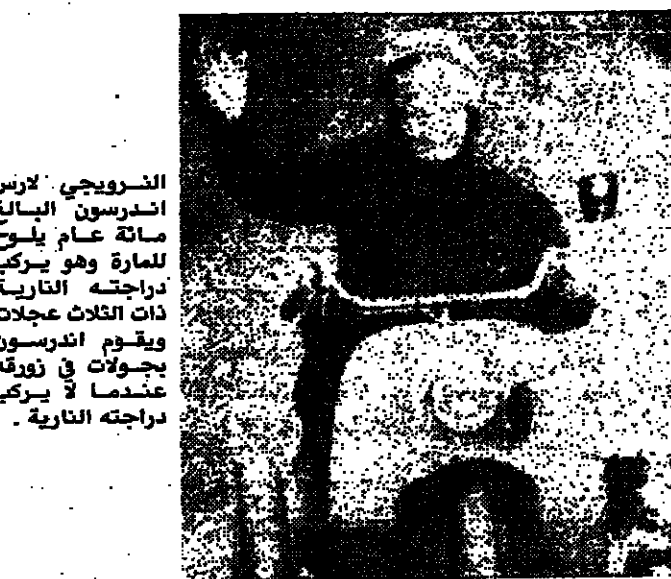 النرويجي لارس
اندرسون البالغ
مائة عام يلوح
للمارة وهو يركب
دراجته النارية
ذات الثلاث عجلات
ويقوم اندرسون
بجولات في زورقه
عندما لا يركب
دراجته النارية .